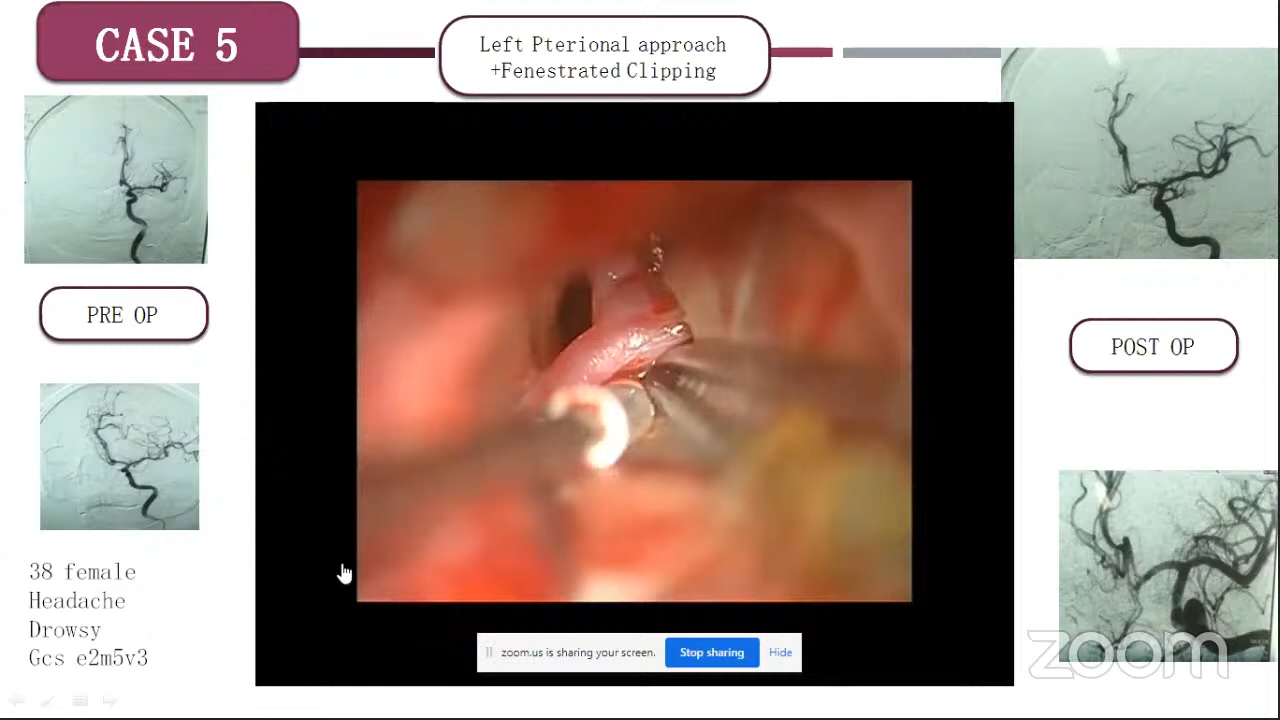 CASE 5
Left Pterional approach
+Fenestrated Clipping
PRE OP
POST OP
38 female
Headache
Drowsy
Gcs e2m5v3
zoom.us is sharing your screen.
Stop sharing
Hide
zoom